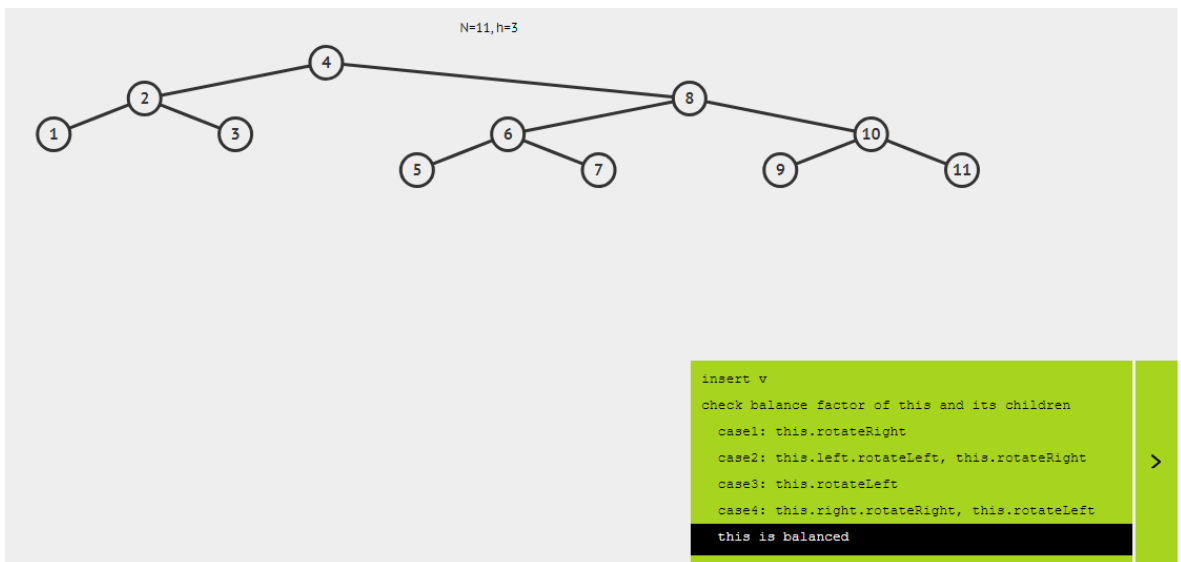 N=11, h=3
4
2
8
1
3
6
10
5
7
9
11
insert v
check balance factor of this and its children
case1: this.rotateRight
case2: this.left.rotateLeft, this.rotateRight
case3: this.rotateLeft
case4: this.right.rotateRight, this.rotateLeft
this is balanced
>